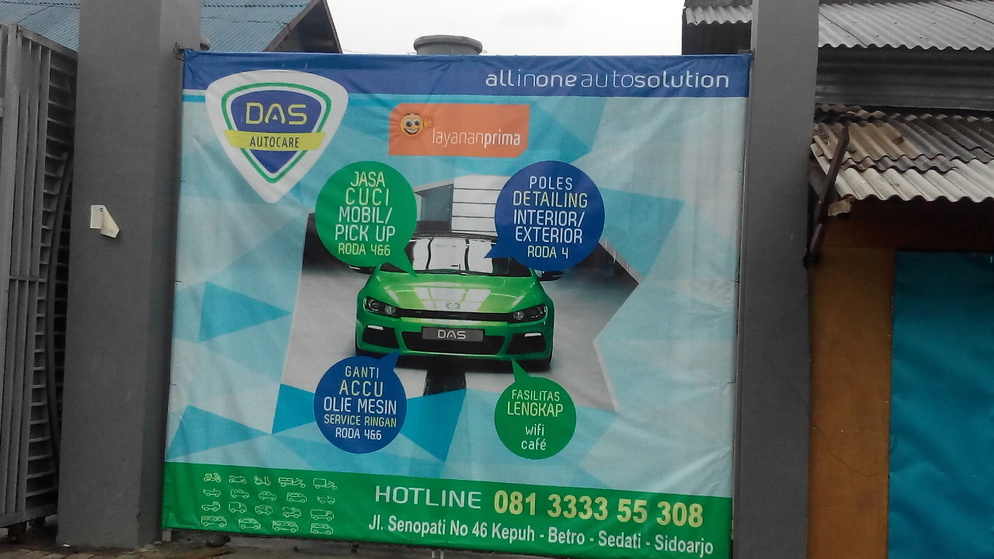 allinoneautosolution
DAS
AUTOCARE
layananprima
JASA
CUCI
MOBIL/
PICK UP
RODA 4&6
POLES
DETAILING
INTERIOR/
EXTERIOR
RODA 4
DAS
GANTI
ACCU
OLIE MESIN
SERVICE RINGAN
RODA 4&6
FASILITAS
LENGKAP
wifi
café
HOTLINE 081 3333 55 308
Jl. Senopati No 46 Kepuh - Betro - Sedati - Sidoarjo